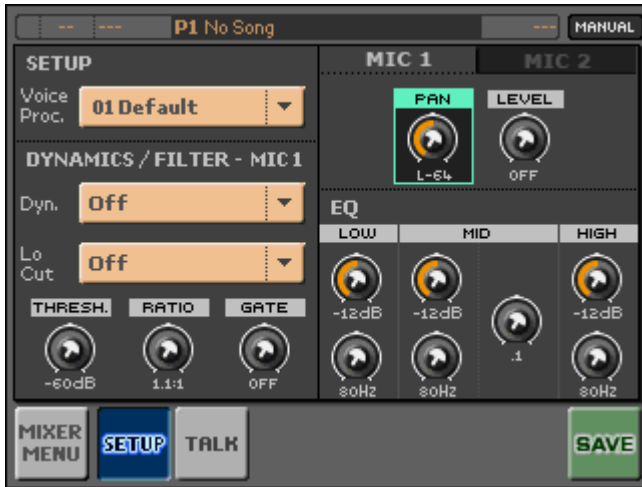 -- --- P1 No Song --- MANUAL
SETUP
Voice Proc. 01 Default
DYNAMICS / FILTER - MIC 1
Dyn. Off
Lo Cut Off
THRESH. RATIO GATE
-60dB 1.1:1 OFF
MIC 1 MIC 2
PAN LEVEL
L-64 OFF
EQ
LOW MID HIGH
-12dB -12dB -12dB
.1
80Hz 80Hz 80Hz
MIXER MENU SETUP TALK SAVE